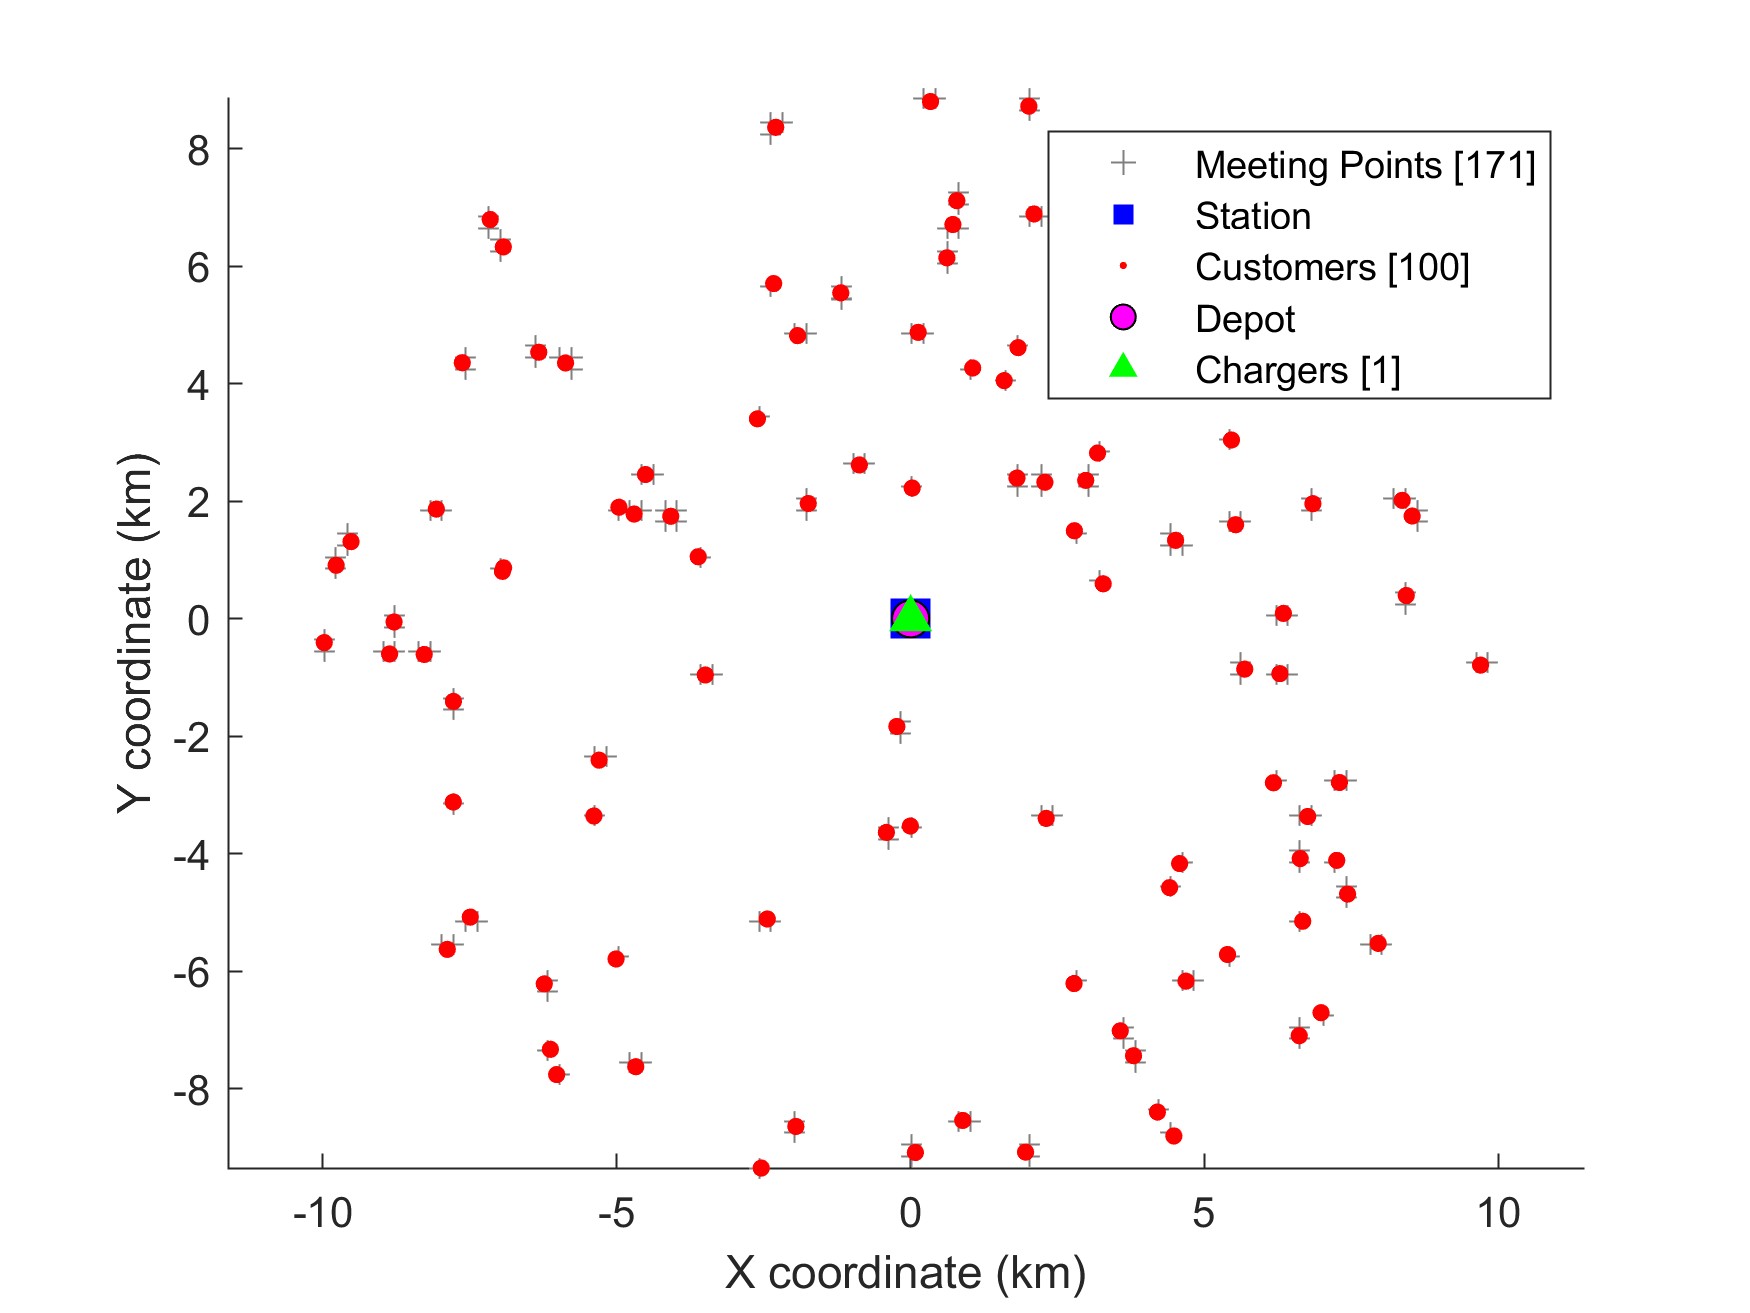 8
6
4
2
0
-2
-4
-6
-8
Y coordinate (km)
Meeting Points [171]
Station
Customers [100]
Depot
Chargers [1]
-10 -5 0 5 10
X coordinate (km)